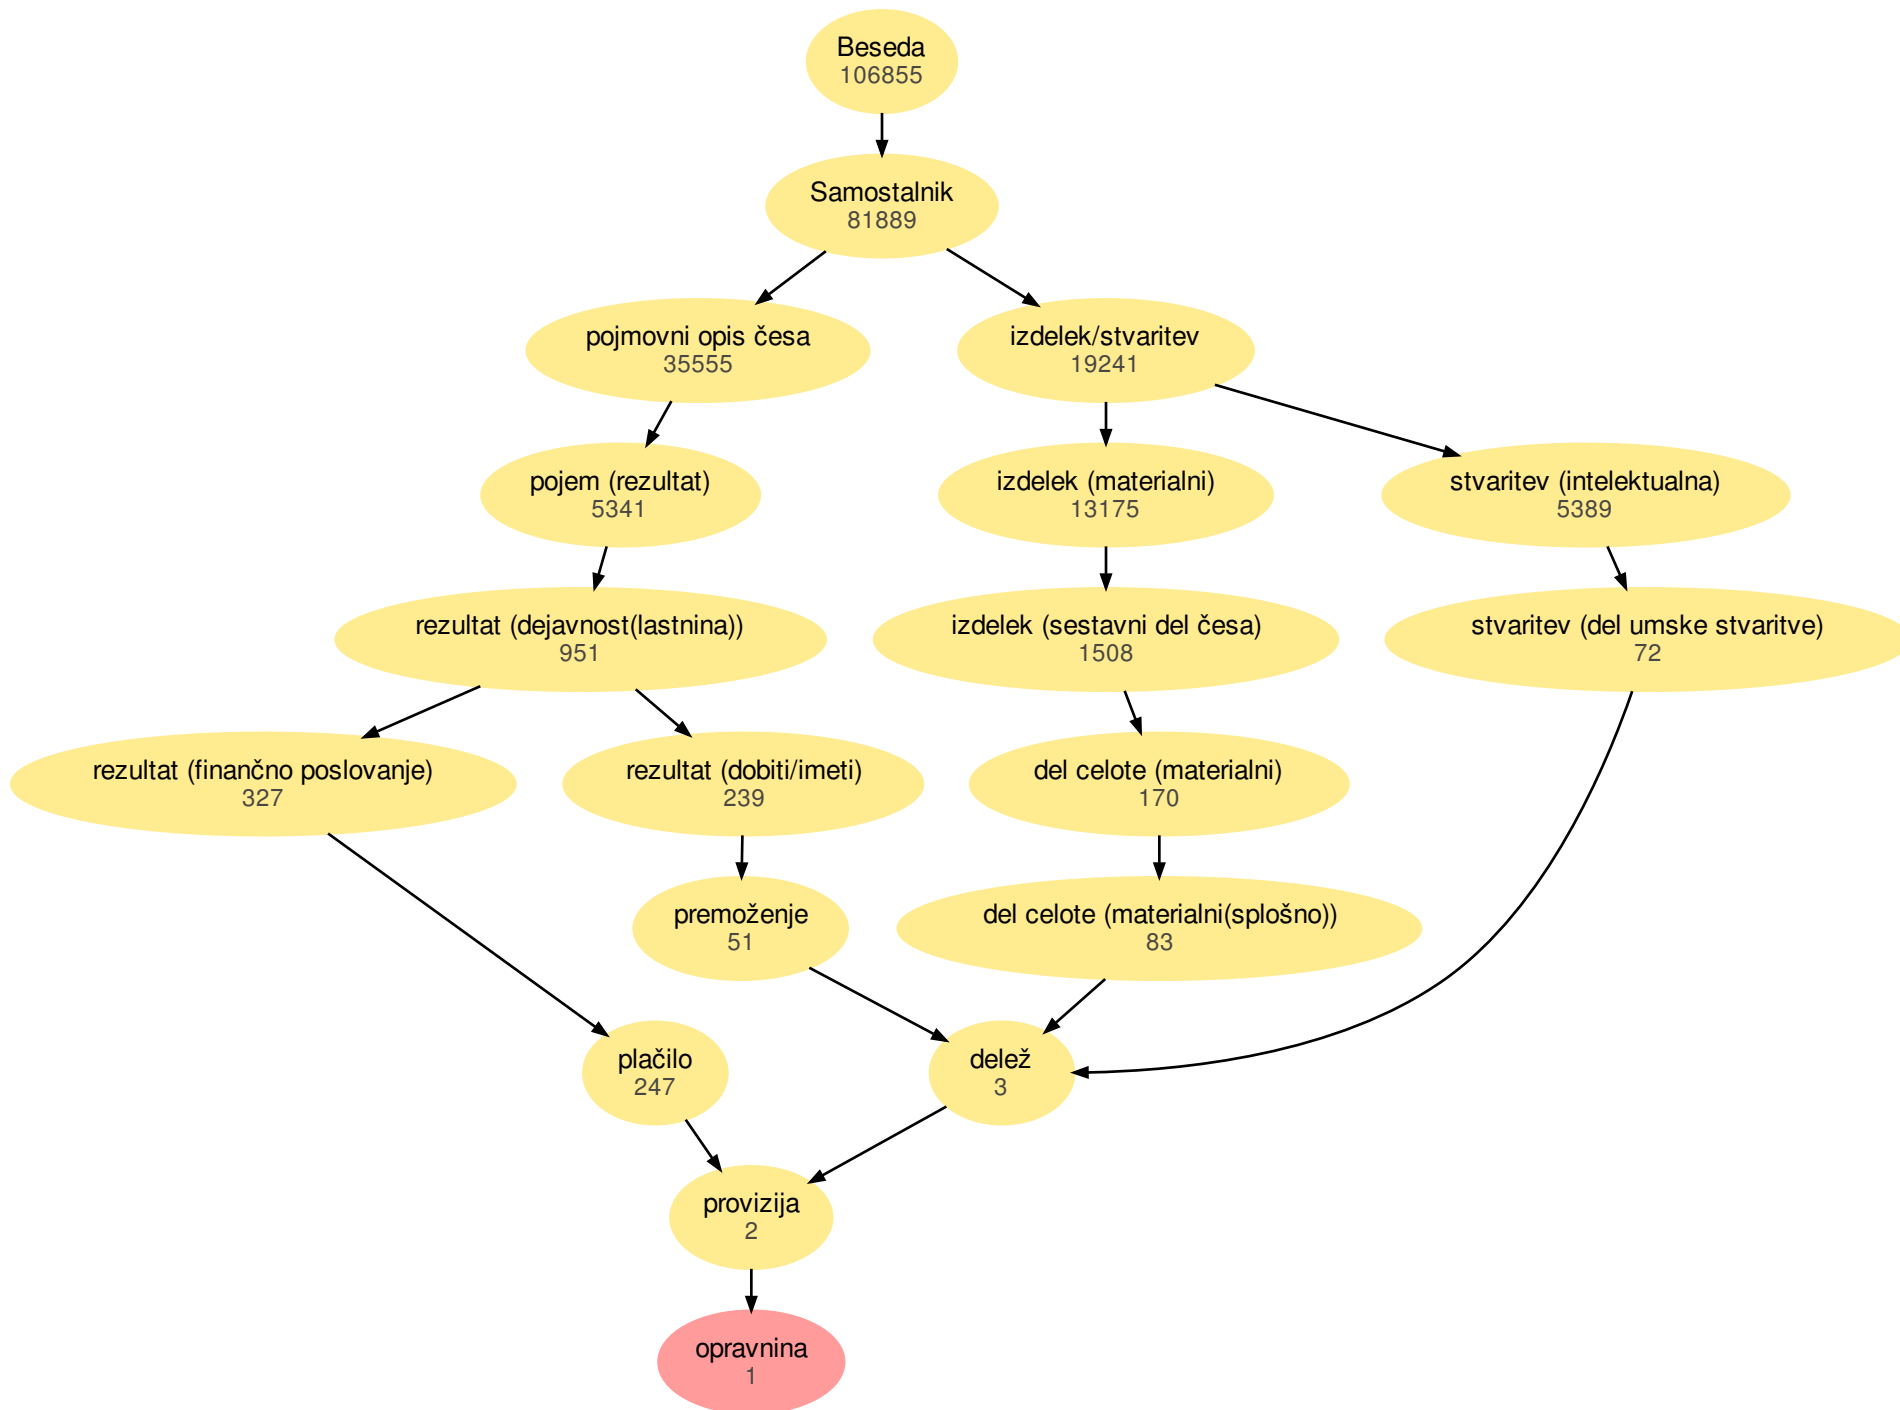 Beseda
106855
Samostalnik
81889
pojmovni opis česa
35555
izdelek/stvaritev
19241
pojem (rezultat)
5341
izdelek (materialni)
13175
stvaritev (intelektualna)
5389
rezultat (dejavnost(lastnina))
951
izdelek (sestavni del česa)
1508
stvaritev (del umske stvaritve)
72
rezultat (finančno poslovanje)
327
rezultat (dobiti/imeti)
239
del celote (materialni)
170
premoženje
51
del celote (materialni(splošno))
83
plačilo
247
delež
3
provizija
2
opravnina
1